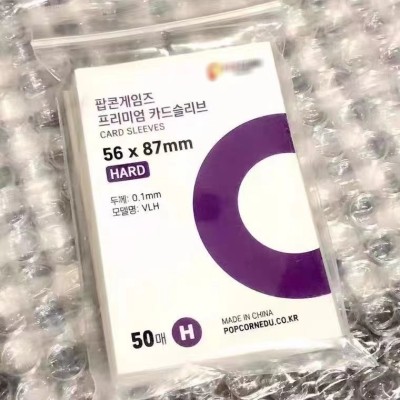 팝콘게임즈
프리미엄 카드슬리브
CARD SLEEVES
56 x 87mm
HARD
두께: 0.1mm
모델명: VLH
50매 H
MADE IN CHINA
POPCORNEDU.CO.KR